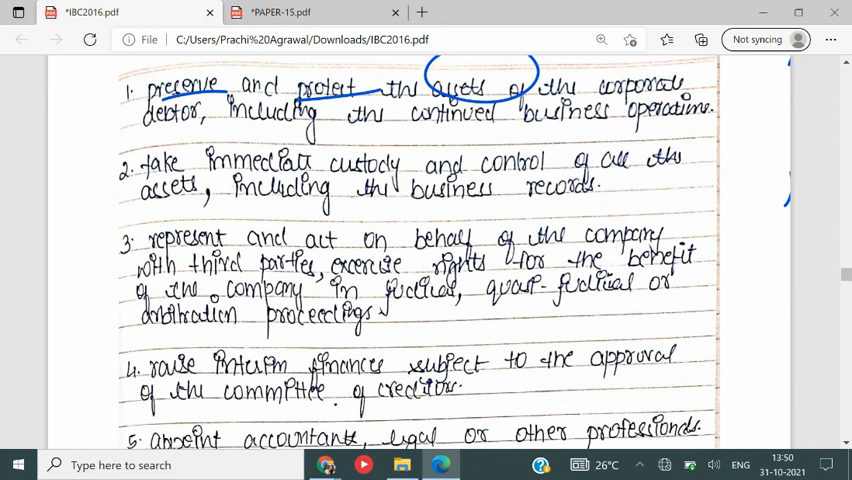 *IBC2016.pdf
*PAPER-15.pdf
File C:/Users/Prachi%20Agrawal/Downloads/IBC2016.pdf
Not syncing
1. preserve and protect the assets of the corporate
debtor, including the continued business operations.
2. take immediate custody and control of all the
assets, including the business records.
3. represent and act on behalf of the company
with third parties, exercise rights for the benefit
of the company in judicial, quasi-judicial or
arbitration proceedings
4. raise interim finances subject to the approval
of the committee of creditors.
5. appoint accountants, legal or other professionals.
Type here to search
26°C
ENG
13:50
31-10-2021